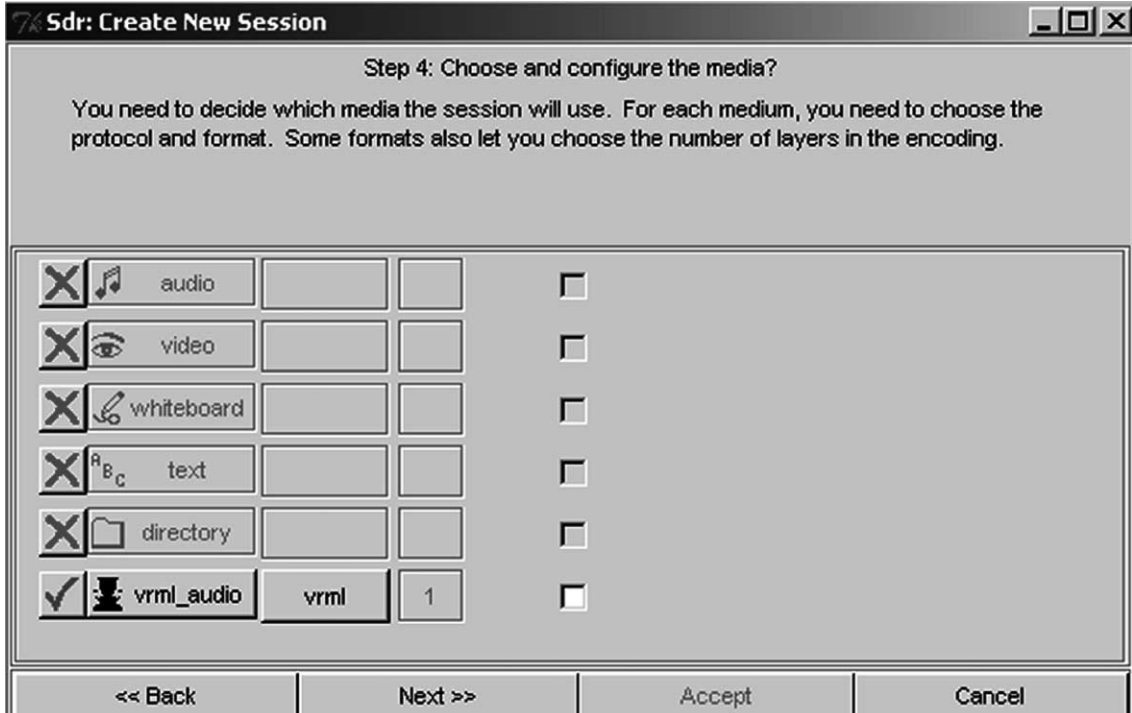 Sdr: Create New Session
Step 4: Choose and configure the media?
You need to decide which media the session will use. For each medium, you need to choose the
protocol and format. Some formats also let you choose the number of layers in the encoding.
audio
video
whiteboard
ABC text
directory
vrml_audio vrml 1
<< Back Next >> Accept Cancel